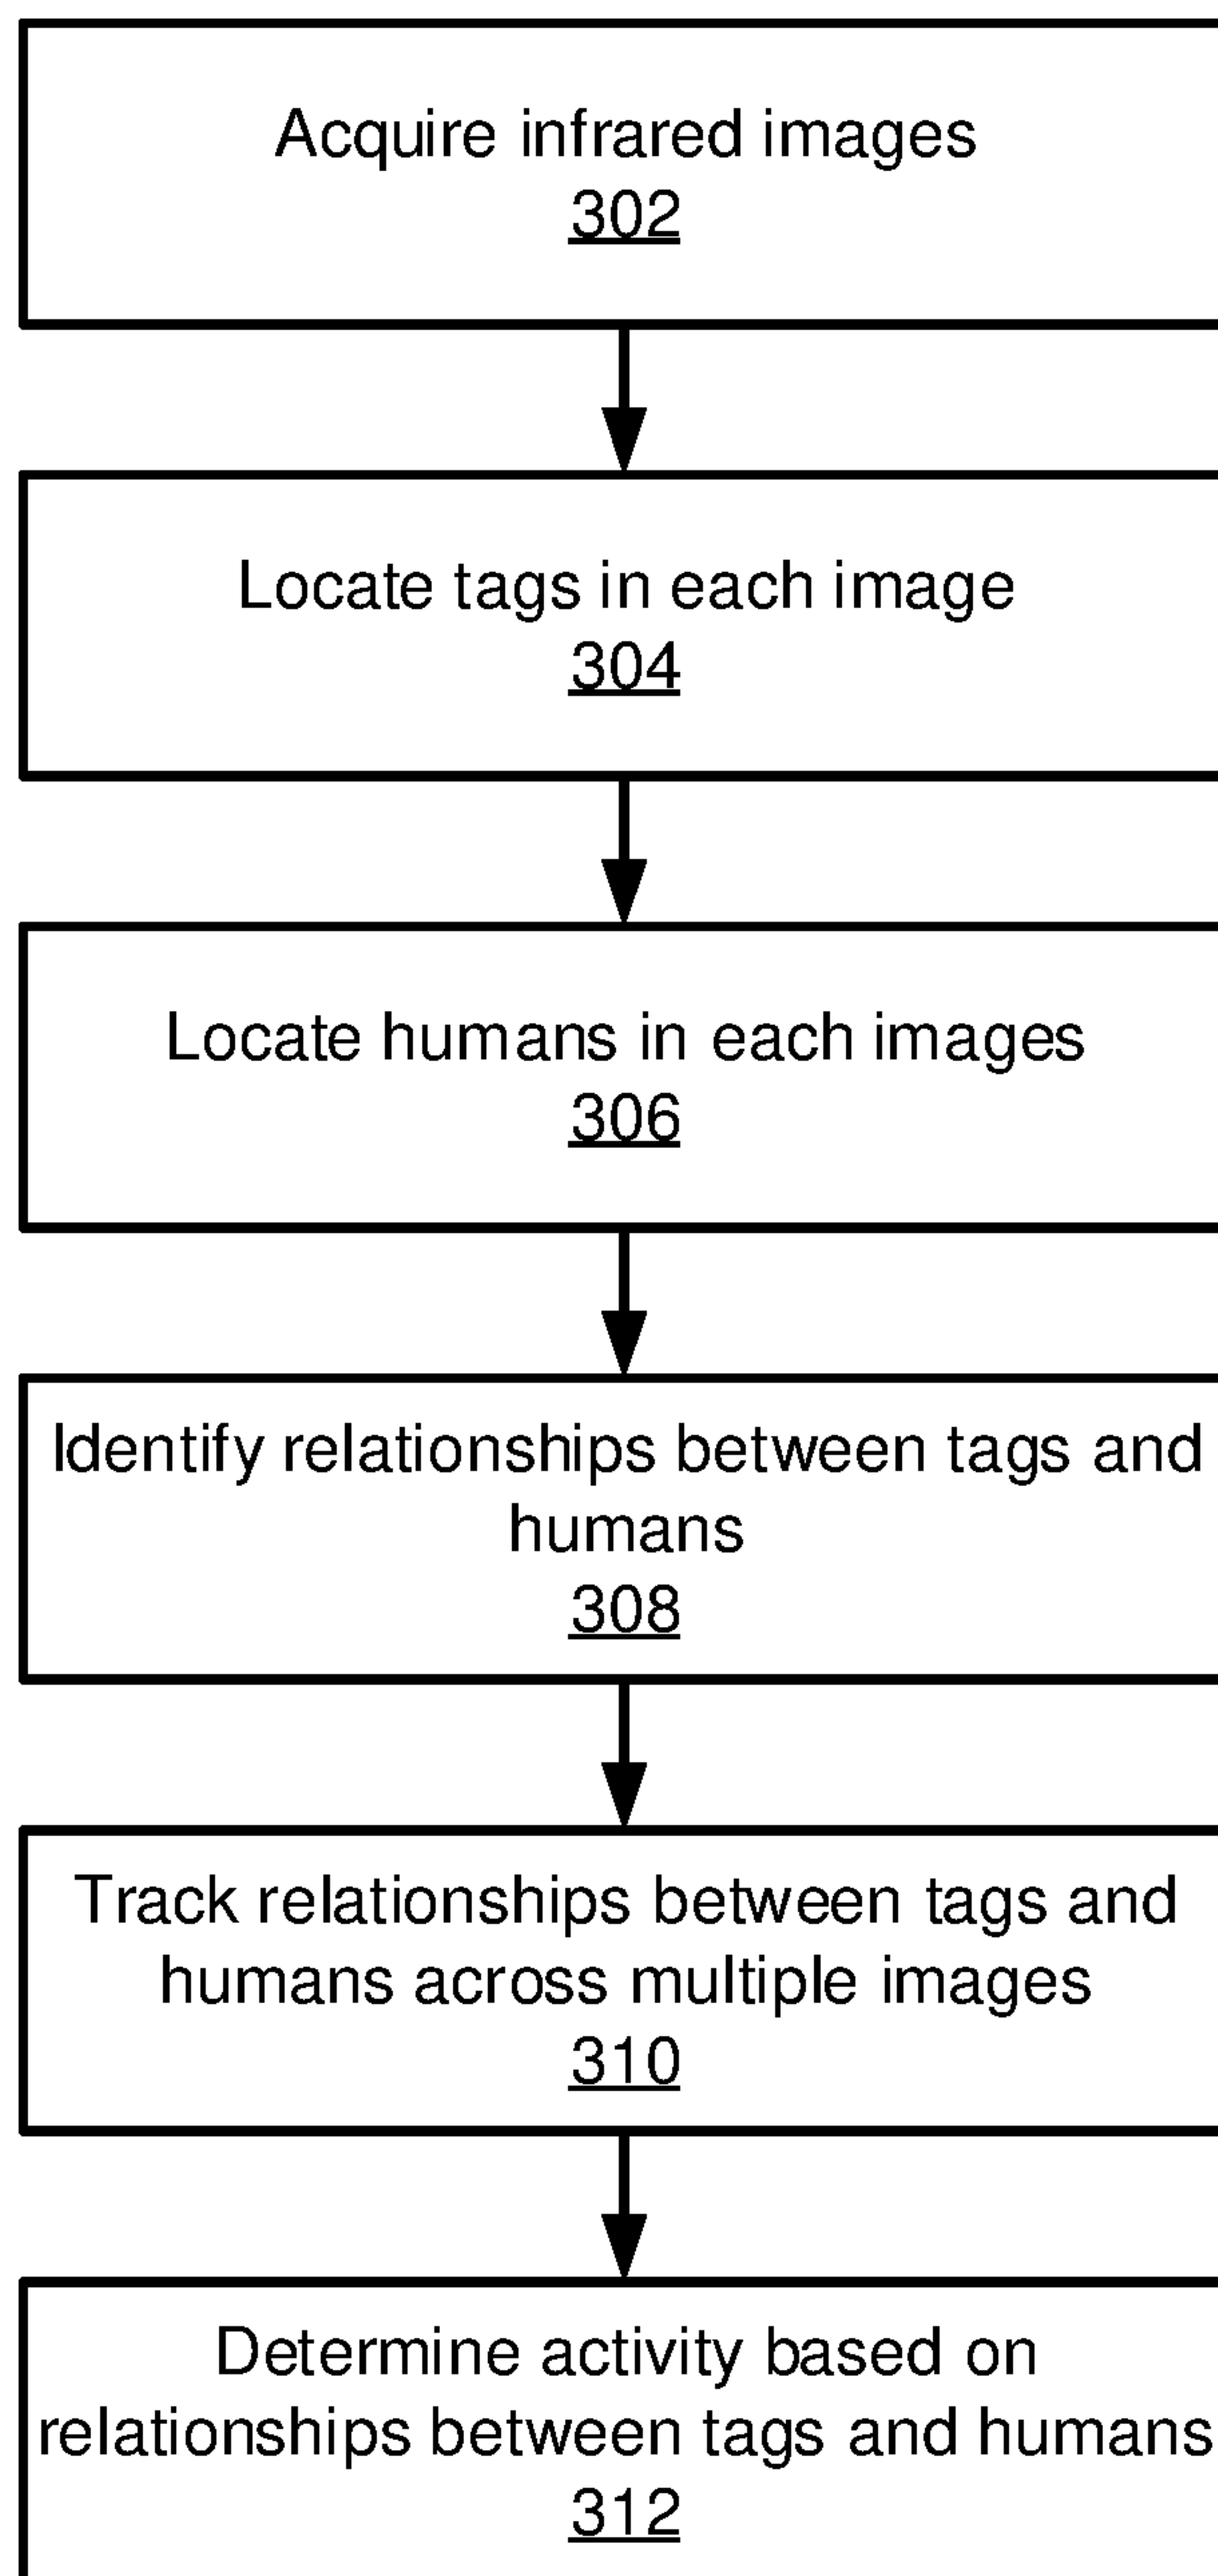 Acquire infrared images
302
Locate tags in each image
304
Locate humans in each images
306
Identify relationships between tags and
humans
308
Track relationships between tags and
humans across multiple images
310
Determine activity based on
relationships between tags and humans
312